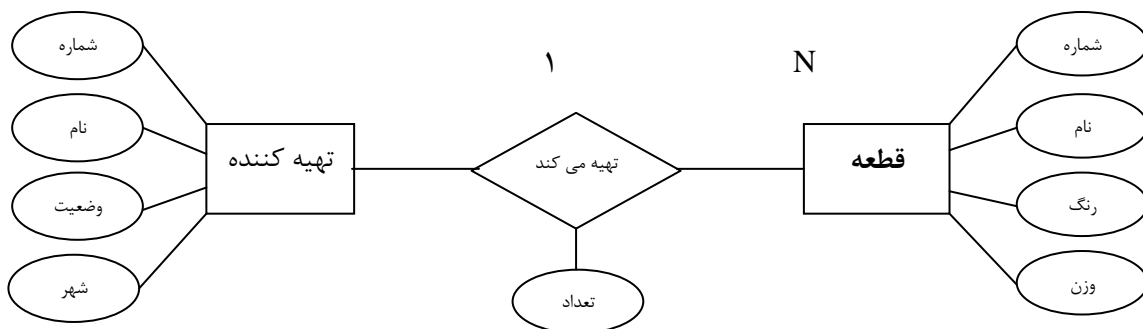 شماره
نام
وضعیت
شهر
تهیه کننده
۱
تهیه می کند
تعداد
N
قطعه
شماره
نام
رنگ
وزن